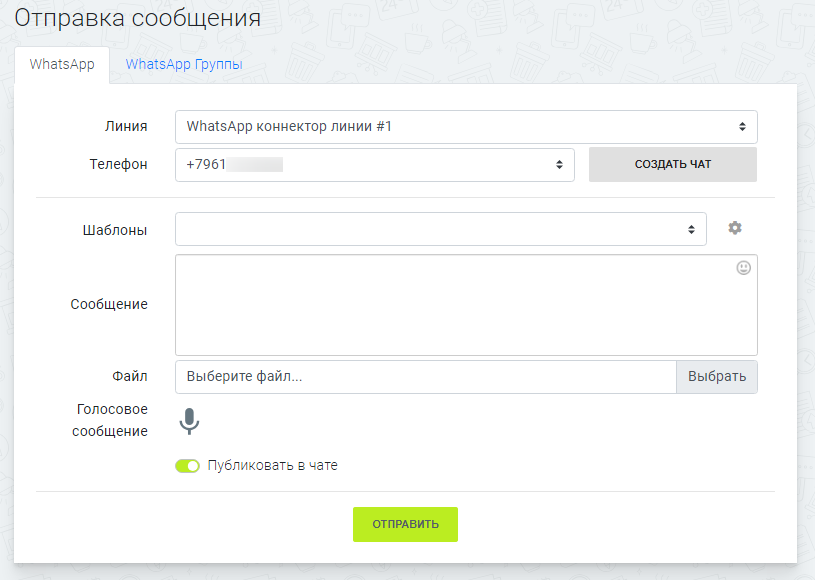 Отправка сообщения
WhatsApp WhatsApp Группы
Линия WhatsApp коннектор линии #1
Телефон +7961 СОЗДАТЬ ЧАТ
Шаблоны
Сообщение
Файл Выберите файл... Выбрать
Голосовое
сообщение
Публиковать в чате
ОТПРАВИТЬ